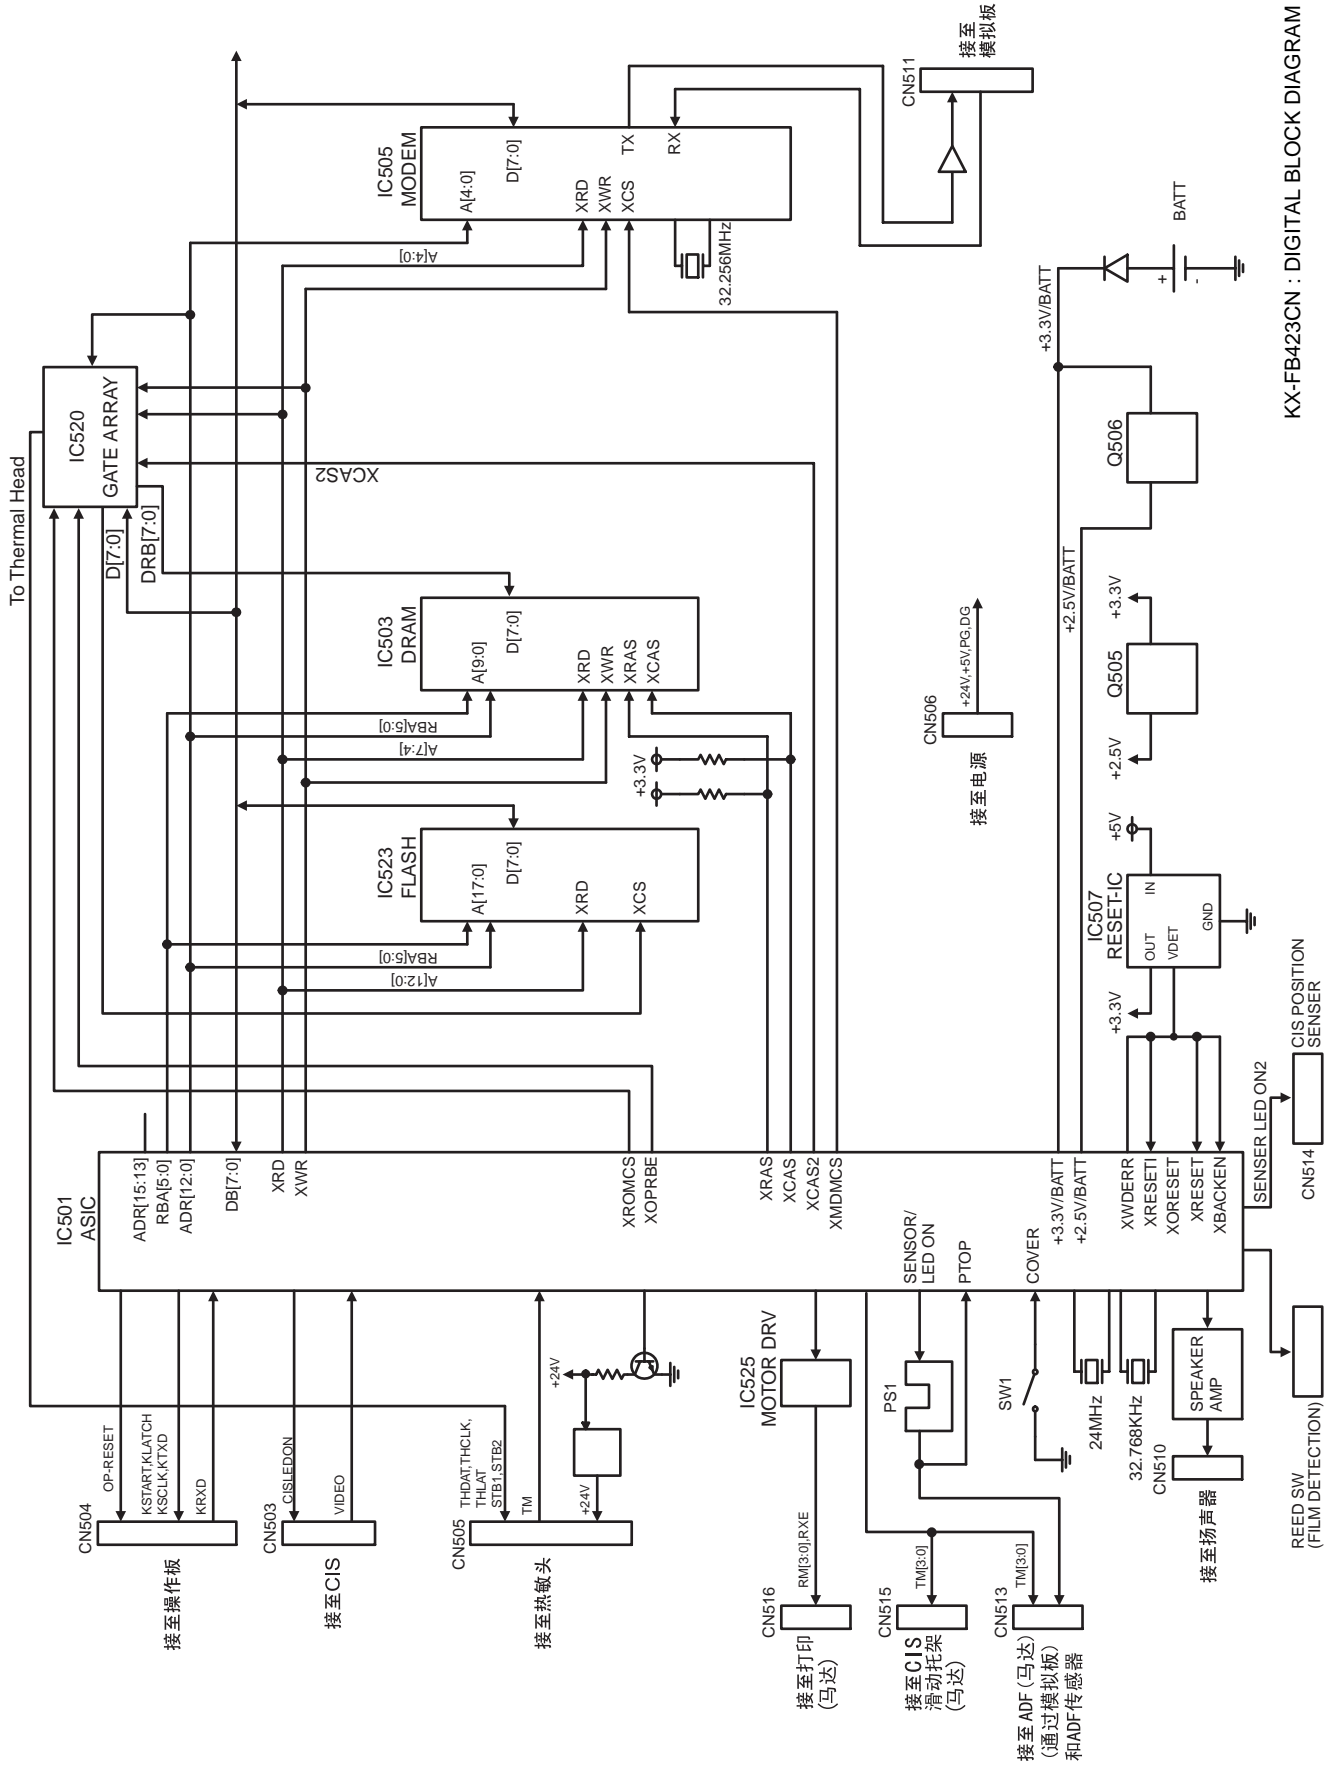 KX-FB423CN : DIGITAL BLOCK DIAGRAM
To Thermal Head
IC520
GATE ARRAY
D[7:0]
DRB[7:0]
XCAS2
IC505
MODEM
A[4:0]
D[7:0]
XRD
XWR
XCS
TX
RX
A(4:0]
32.256MHz
CN511
接至
模拟板
IC503
DRAM
A[9:0]
D[7:0]
XRD
XWR
XRAS
XCAS
RBA[5:0]
A[7:4]
+3.3V
IC523
FLASH
A[17:0]
D[7:0]
XRD
XCS
RBA[5:0]
A[12:0]
CN506
接至电源
+24V,+5V,PG,DG
+3.3V/BATT
+2.5V/BATT
BATT
+
-
Q506
Q505
+3.3V
+2.5V
IC507
RESET-IC
OUT
IN
VDET
GND
+5V
+3.3V
IC501
ASIC
ADR[15:13]
RBA[5:0]
ADR[12:0]
DB[7:0]
XRD
XWR
XROMCS
XOPRBE
XRAS
XCAS
XCAS2
XMDMCS
+3.3V/BATT
+2.5V/BATT
XWDERR
XRESETI
XORESET
XRESET
XBACKEN
SENSOR/
LED ON
PTOP
COVER
SENSER LED ON2
CIS POSITION
SENSER
CN514
REED SW
(FILM DETECTION)
CN504
接至操作板
OP-RESET
KSTART,KLATCH
KSCLK,KTXD
KRXD
CN503
接至CIS
CISLEDON
VIDEO
CN505
接至热敏头
THDAT,THCLK,
THLAT
STB1,STB2
TM
+24V
+24V
IC525
MOTOR DRV
RM[3:0],RXE
CN516
接至打印
(马达)
TM[3:0]
CN515
接至CIS
滑动托架
(马达)
TM[3:0]
CN513
接至 ADF (马达)
(通过模拟板)
和ADF传感器
PS1
SW1
24MHz
32.768KHz
SPEAKER
AMP
CN510
接至扬声器